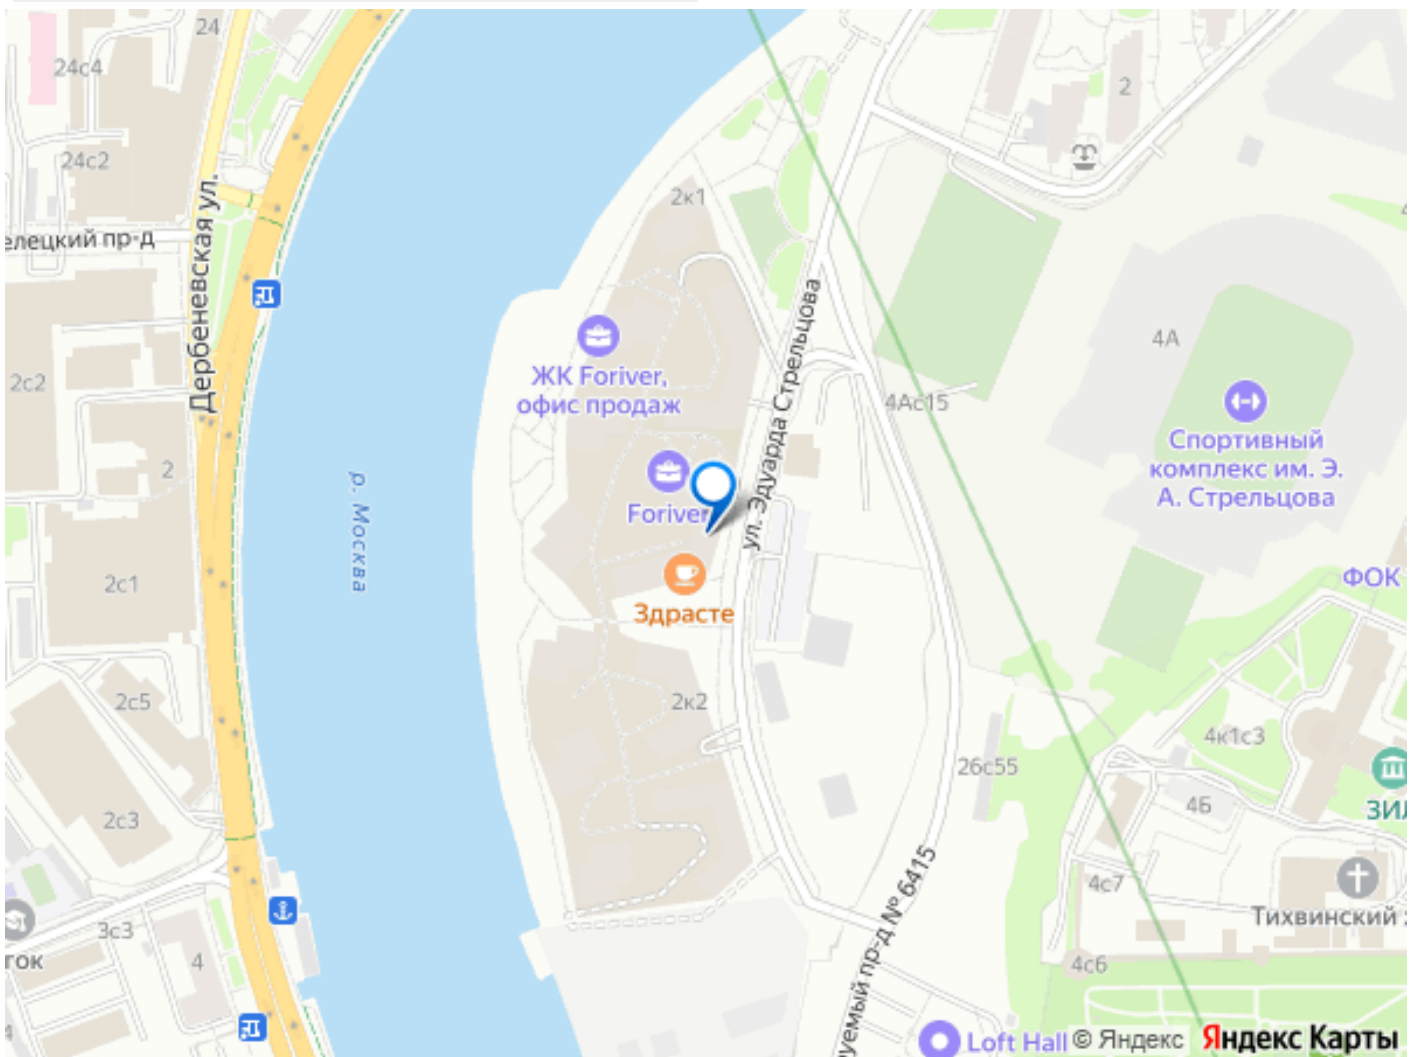 24
24с4
2
24с2
2к1
Дербеневская ул.
елецкий пр-д
ул. Эдуарда Стрельцова
4А
2с2
ЖК Foriver,
офис продаж
4Ас15
Спортивный
комплекс им. Э.
А. Стрельцова
2
р. Москва
Foriver
ФОК
2с1
Здрасте
2с5
2к2
4к1с3
26с55
4Б
ЗИЛ
2с3
4с7
Тихвинский
3с3
ток
4
4с6
уемый пр-д № 6415
Loft Hall
© Яндекс
Яндекс Карты